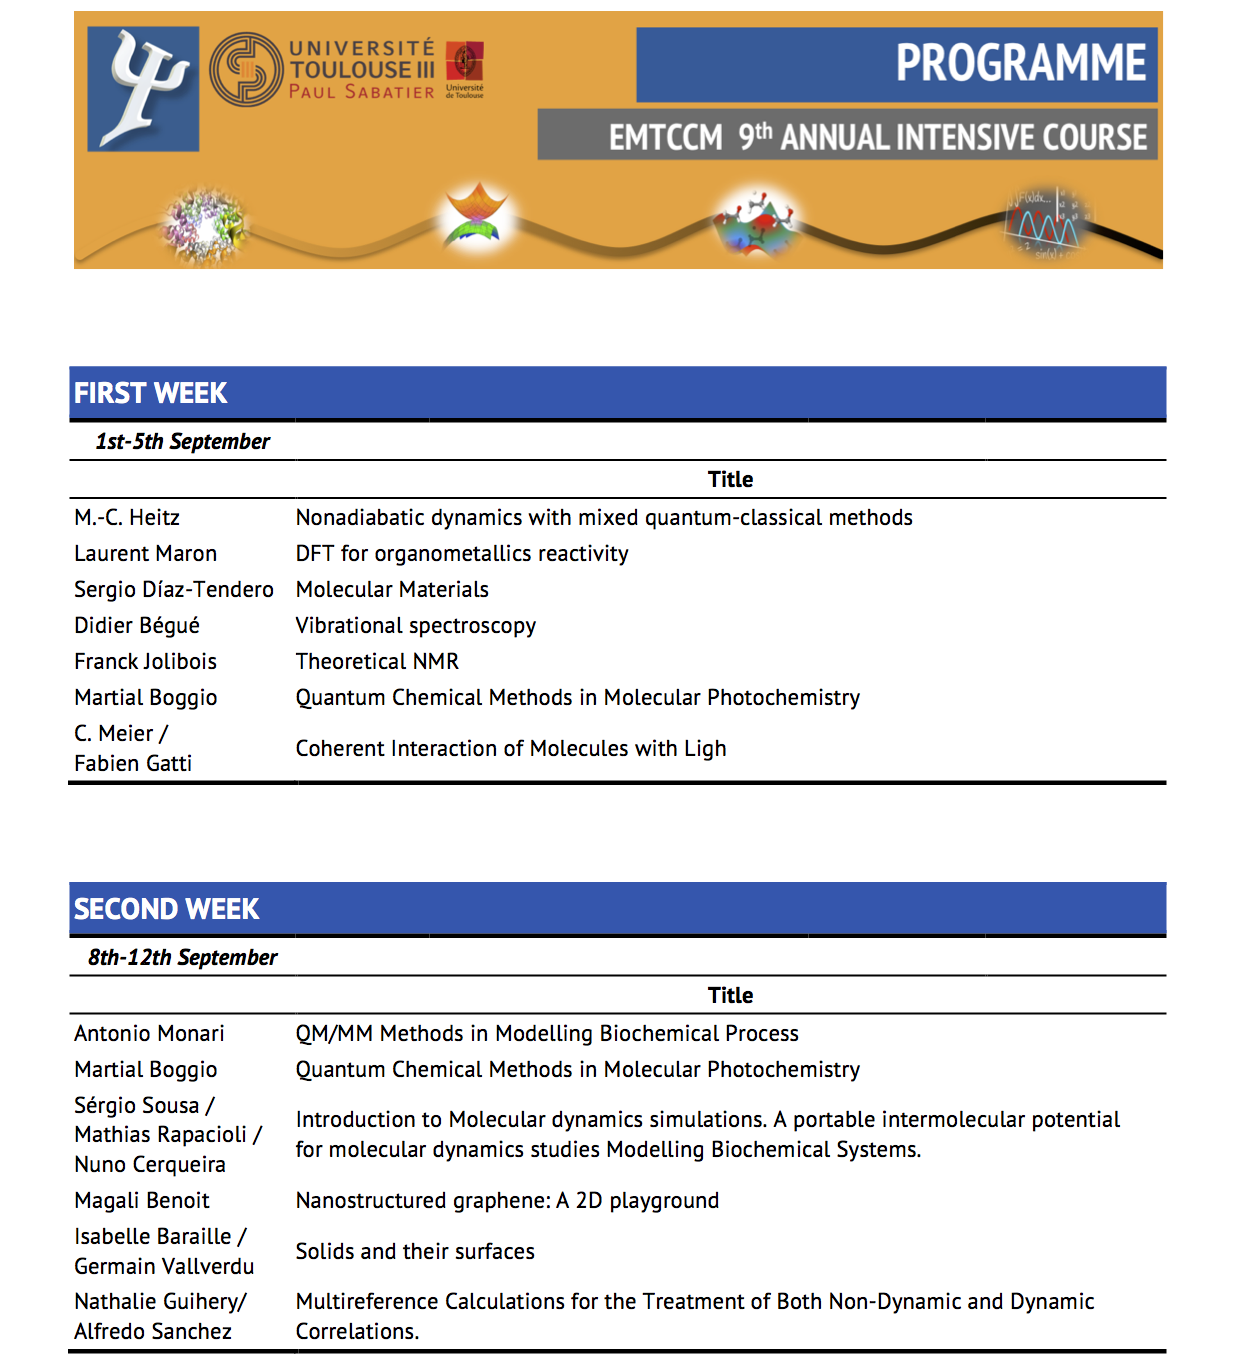 UNIVERSITÉ
TOULOUSE III
PAUL SABATIER
Université
de Toulouse
PROGRAMME
EMTCCM 9th ANNUAL INTENSIVE COURSE
FIRST WEEK
1st-5th September
Title
M.-C. Heitz Nonadiabatic dynamics with mixed quantum-classical methods
Laurent Maron DFT for organometallics reactivity
Sergio Díaz-Tendero Molecular Materials
Didier Bégué Vibrational spectroscopy
Franck Jolibois Theoretical NMR
Martial Boggio Quantum Chemical Methods in Molecular Photochemistry
C. Meier /
Fabien Gatti
Coherent Interaction of Molecules with Ligh
SECOND WEEK
8th-12th September
Title
Antonio Monari QM/MM Methods in Modelling Biochemical Process
Martial Boggio Quantum Chemical Methods in Molecular Photochemistry
Sérgio Sousa /
Mathias Rapacioli /
Nuno Cerqueira
Introduction to Molecular dynamics simulations. A portable intermolecular potential
for molecular dynamics studies Modelling Biochemical Systems.
Magali Benoit Nanostructured graphene: A 2D playground
Isabelle Baraille /
Germain Vallverdu
Solids and their surfaces
Nathalie Guihery/
Alfredo Sanchez
Multireference Calculations for the Treatment of Both Non-Dynamic and Dynamic
Correlations.